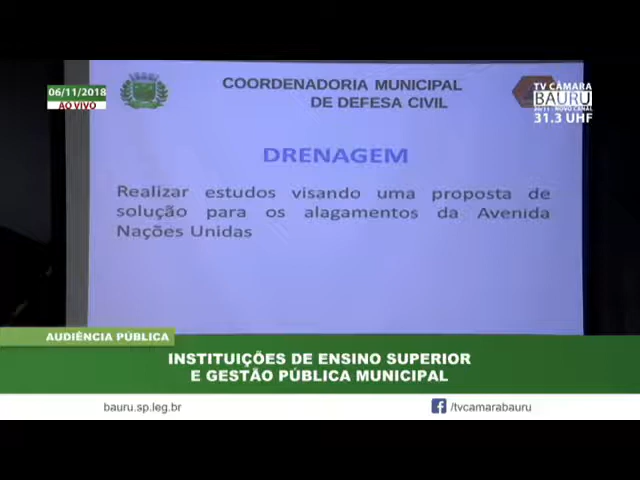 06/11/2018
AO VIVO
COORDENADORIA MUNICIPAL
DE DEFESA CIVIL
TV CÂMARA
BAURU
31.3 UHF
DRENAGEM
Realizar estudos visando uma proposta de
solução para os alagamentos da Avenida
Nações Unidas
AUDIÊNCIA PÚBLICA
INSTITUIÇÕES DE ENSINO SUPERIOR
E GESTÃO PÚBLICA MUNICIPAL
bauru.sp.leg.br
/tvcamarabauru